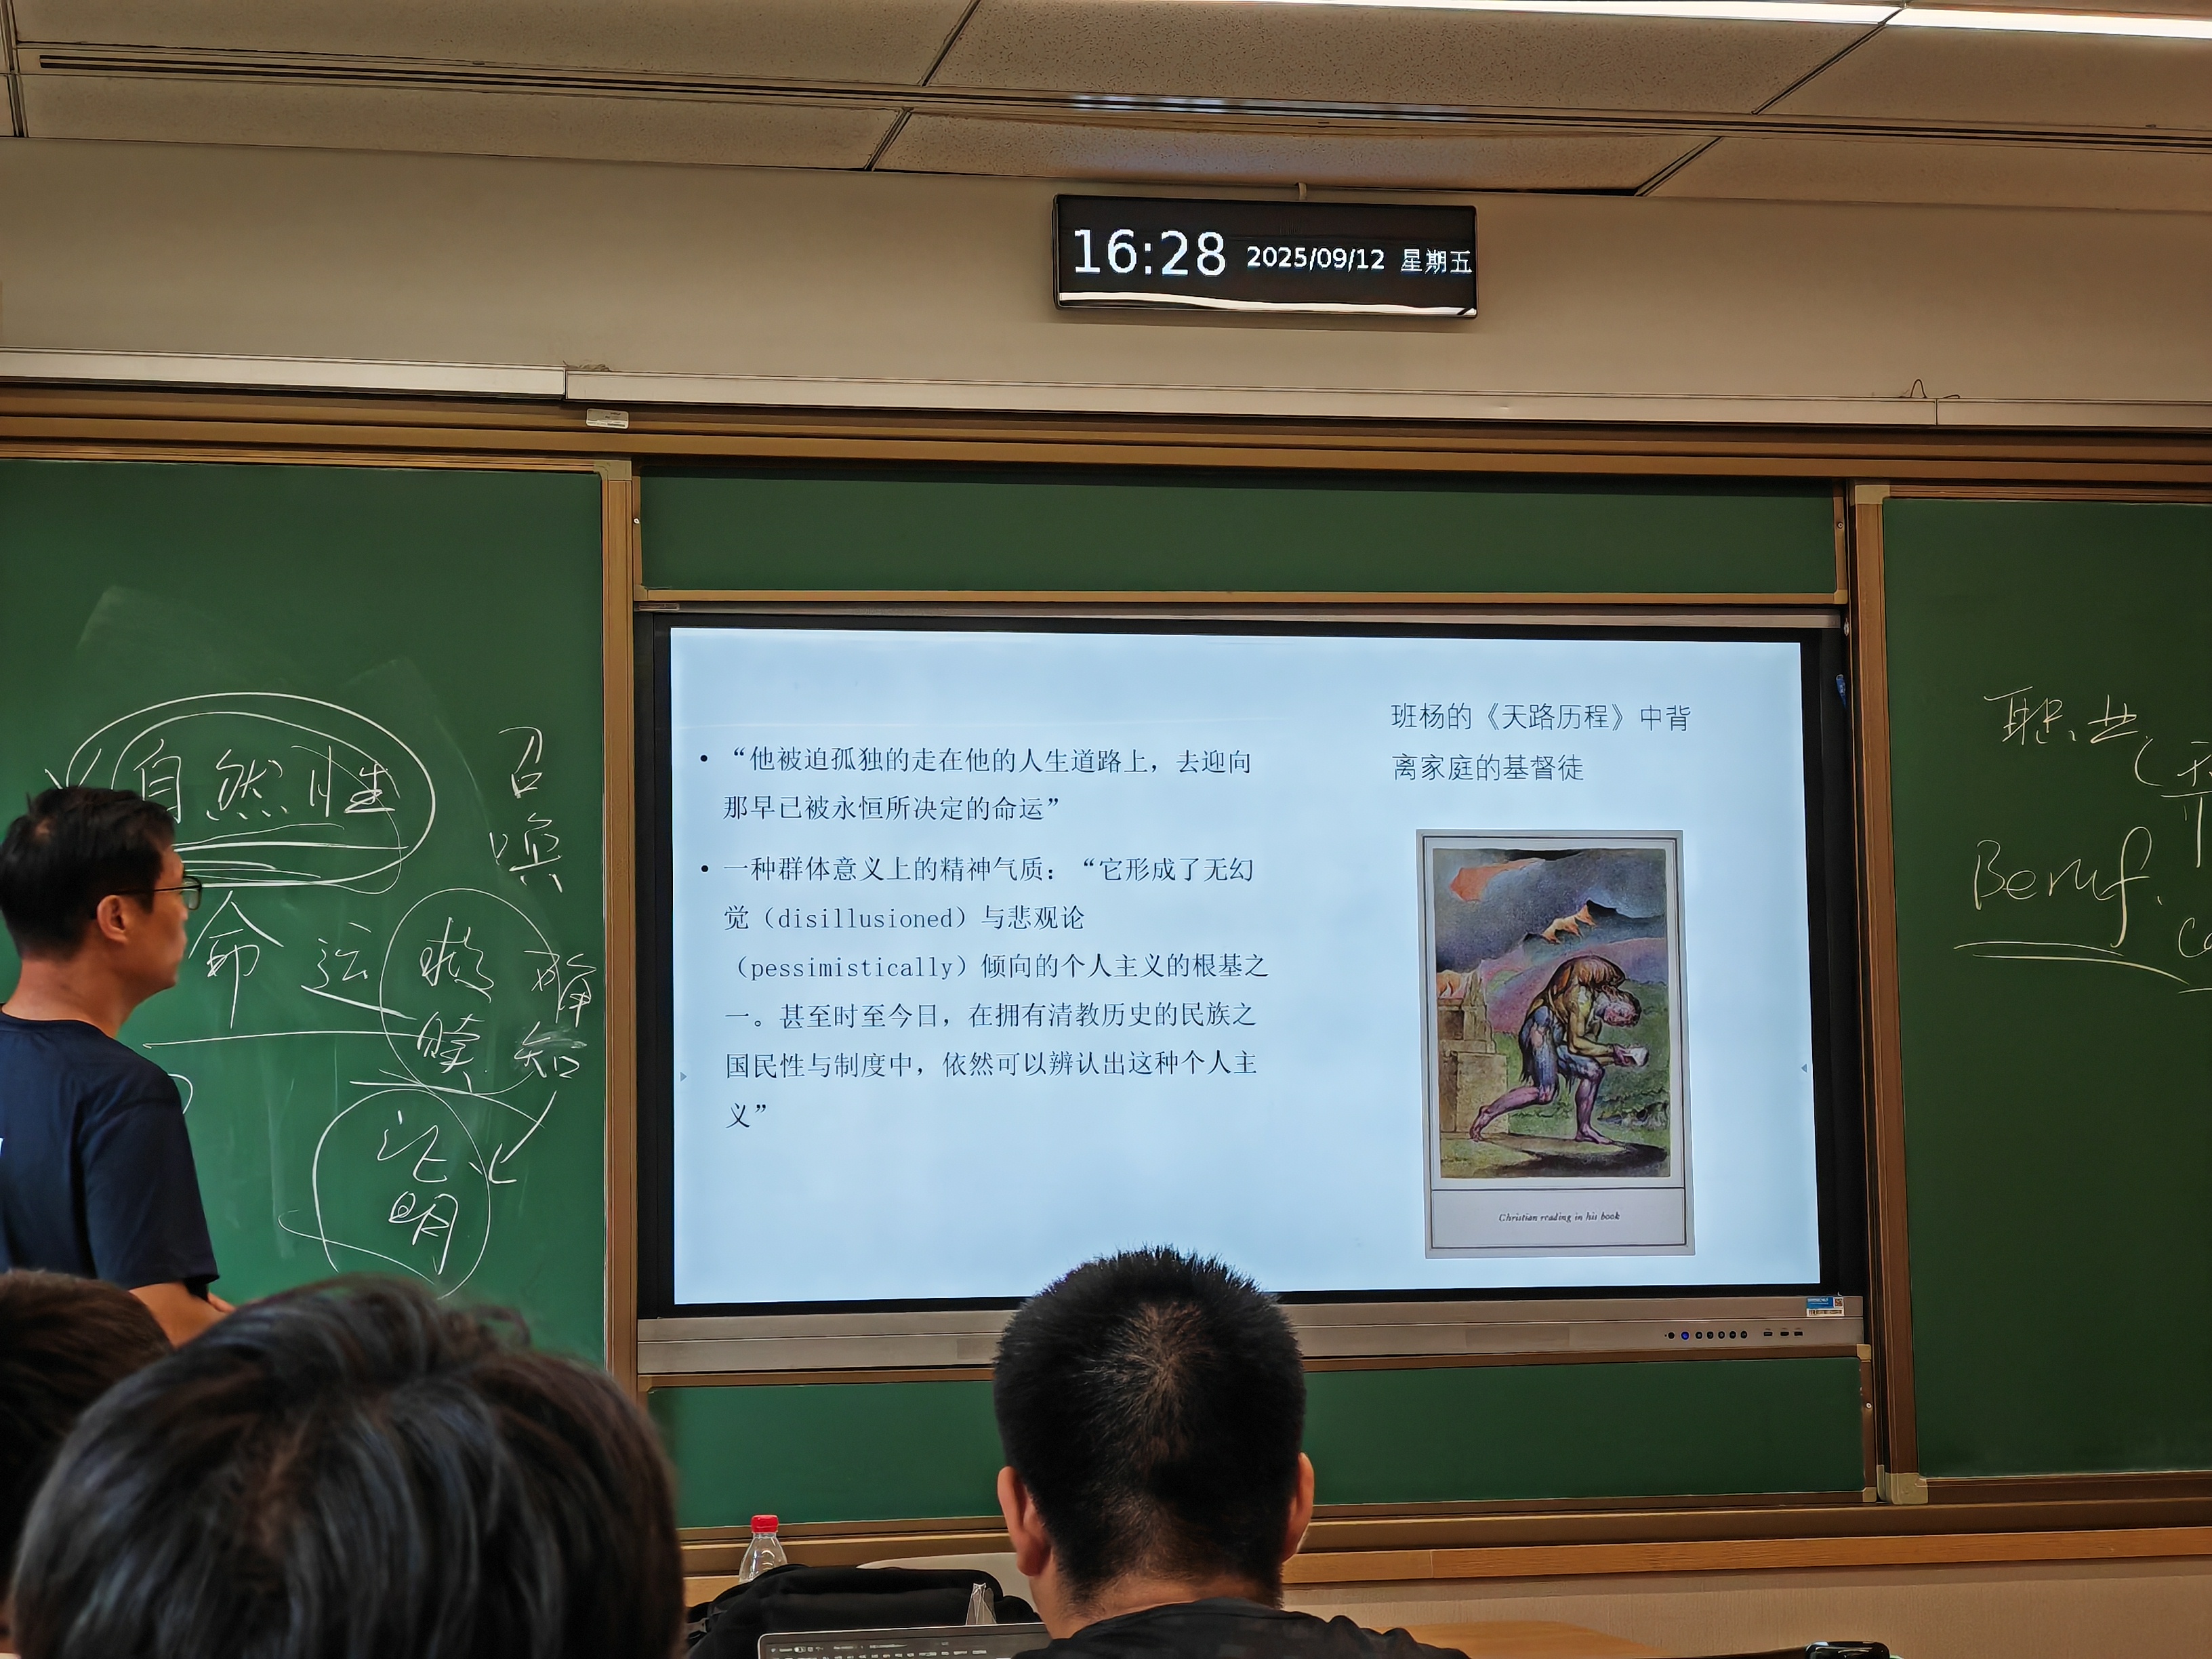 16:28 2025/09/12 星期五
自然性
召
唤
命运
救
赎
确
知
证
明
“他被迫孤独的走在他的人生道路上，去迎向
那早已被永恒所决定的命运”
一种群体意义上的精神气质：“它形成了无幻
觉（disillusioned）与悲观论
（pessimistically）倾向的个人主义的根基之
一。甚至时至今日，在拥有清教历史的民族之
国民性与制度中，依然可以辨认出这种个人主
义”
班杨的《天路历程》中背
离家庭的基督徒
Christian reading in his book
职业
Beruf.